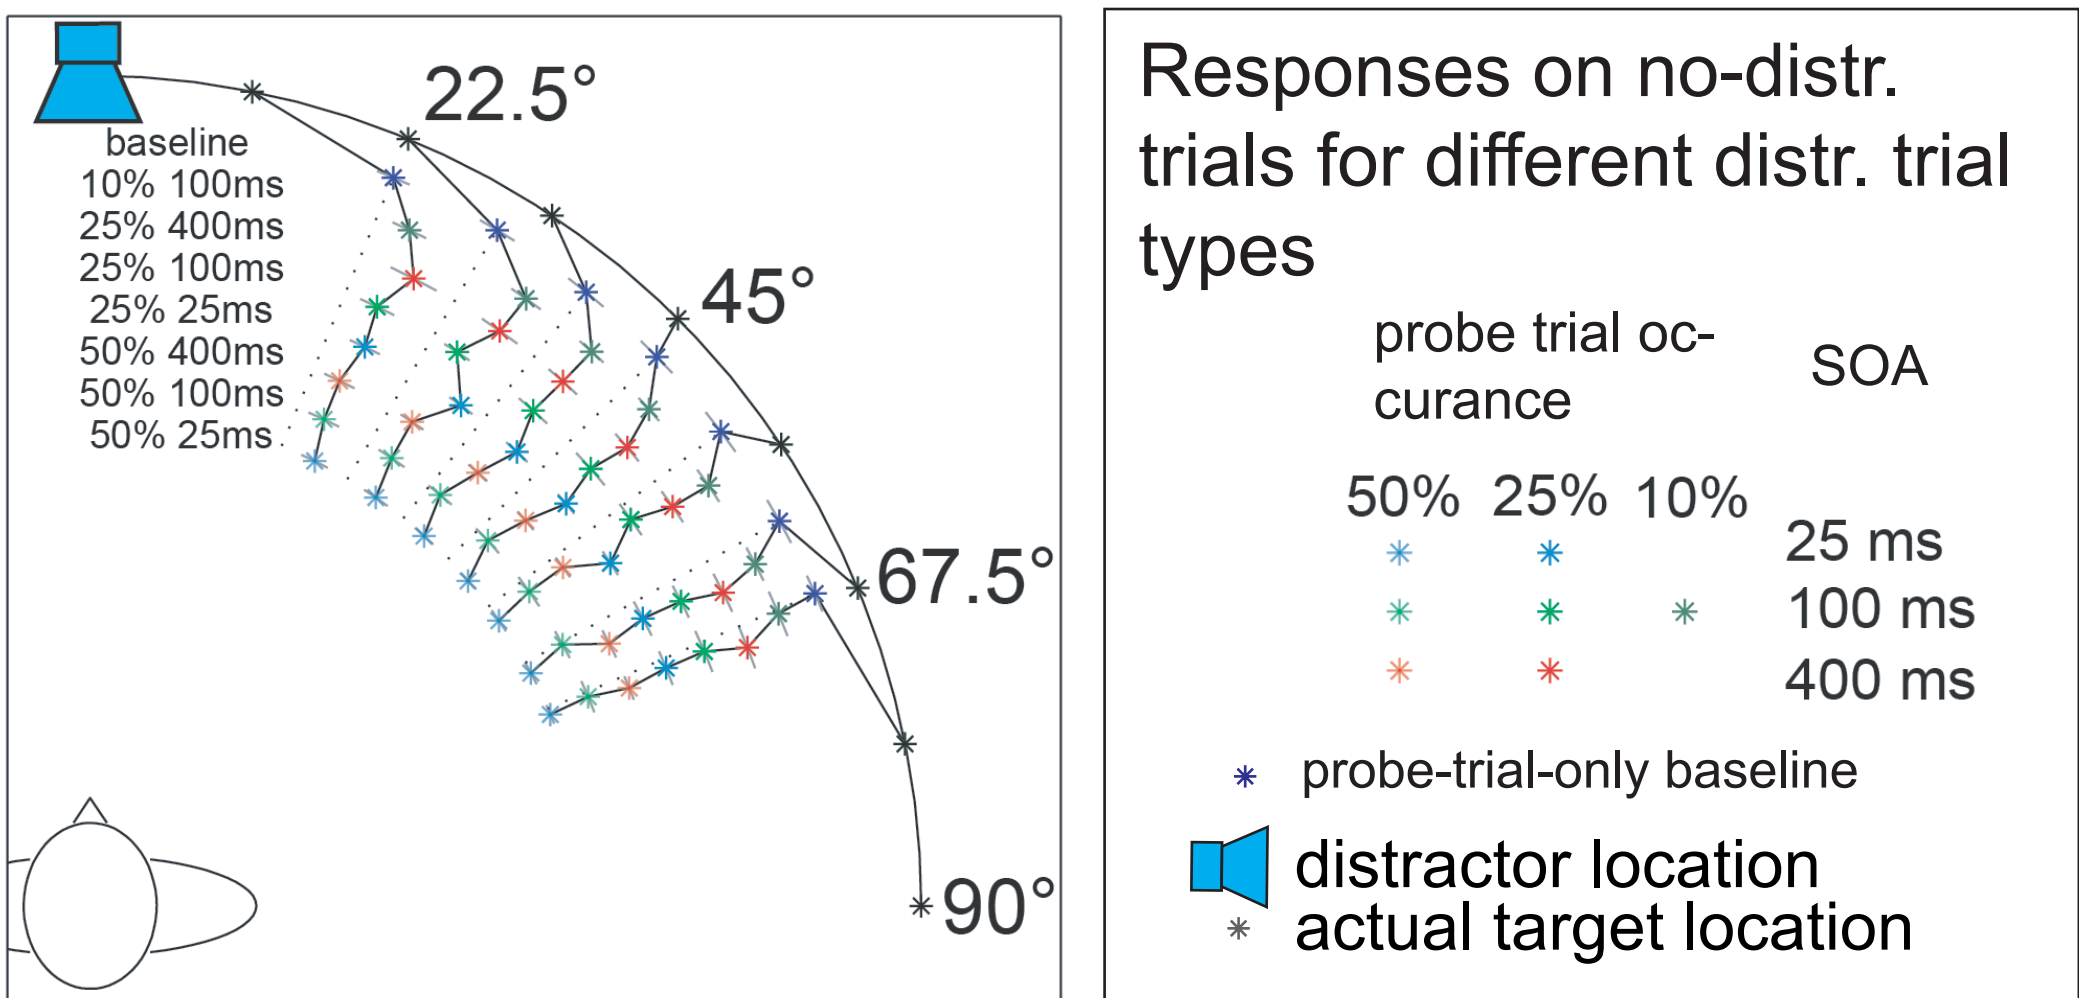 22.5°
baseline
10% 100ms
25% 400ms
25% 100ms
25% 25ms
50% 400ms
50% 100ms
50% 25ms
45°
67.5°
90°
Responses on no-distr.
trials for different distr. trial
types
probe trial oc-
curance
SOA
50% 25% 10%
25 ms
100 ms
400 ms
probe-trial-only baseline
distractor location
actual target location